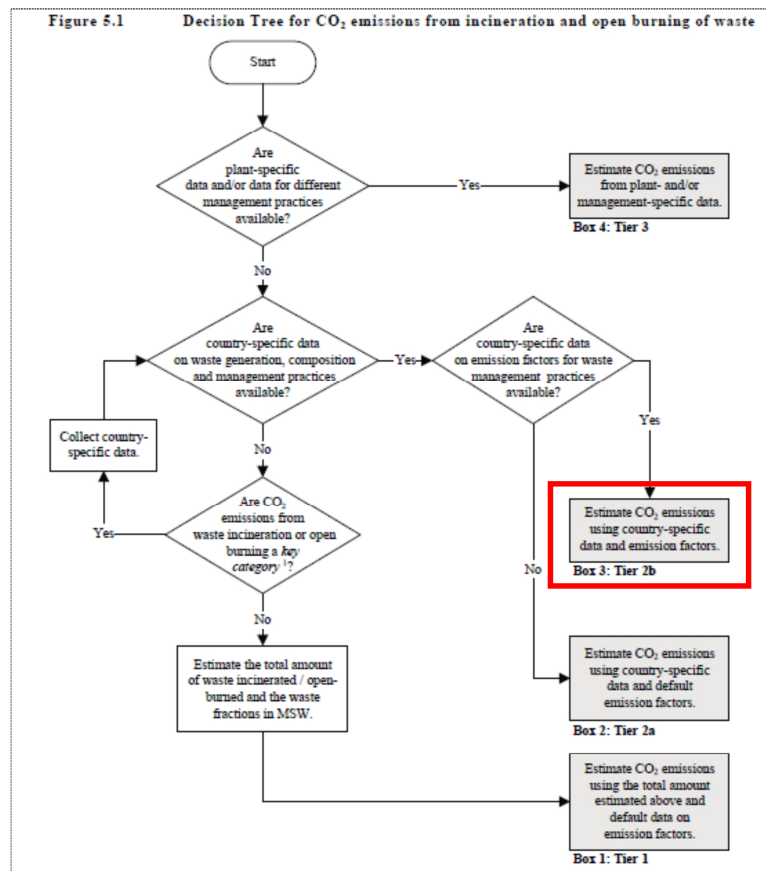 Figure 5.1 Decision Tree for CO₂ emissions from incineration and open burning of waste
Start
Are
plant-specific
data and/or data for different
management practices
available?
Yes
Estimate CO₂ emissions
from plant- and/or
management-specific data.
Box 4: Tier 3
No
Are
country-specific data
on waste generation, composition
and management practices
available?
Yes
Are
country-specific data
on emission factors for waste
management practices
available?
Yes
Collect country-
specific data.
No
Are CO₂
emissions from
waste incineration or open
burning a key
category ¹?
Yes
Estimate CO₂ emissions
using country-specific
data and emission factors.
Box 3: Tier 2b
No
No
Estimate the total amount
of waste incinerated / open-
burned and the waste
fractions in MSW.
Estimate CO₂ emissions
using country-specific
data and default
emission factors.
Box 2: Tier 2a
Estimate CO₂ emissions
using the total amount
estimated above and
default data on
emission factors.
Box 1: Tier 1